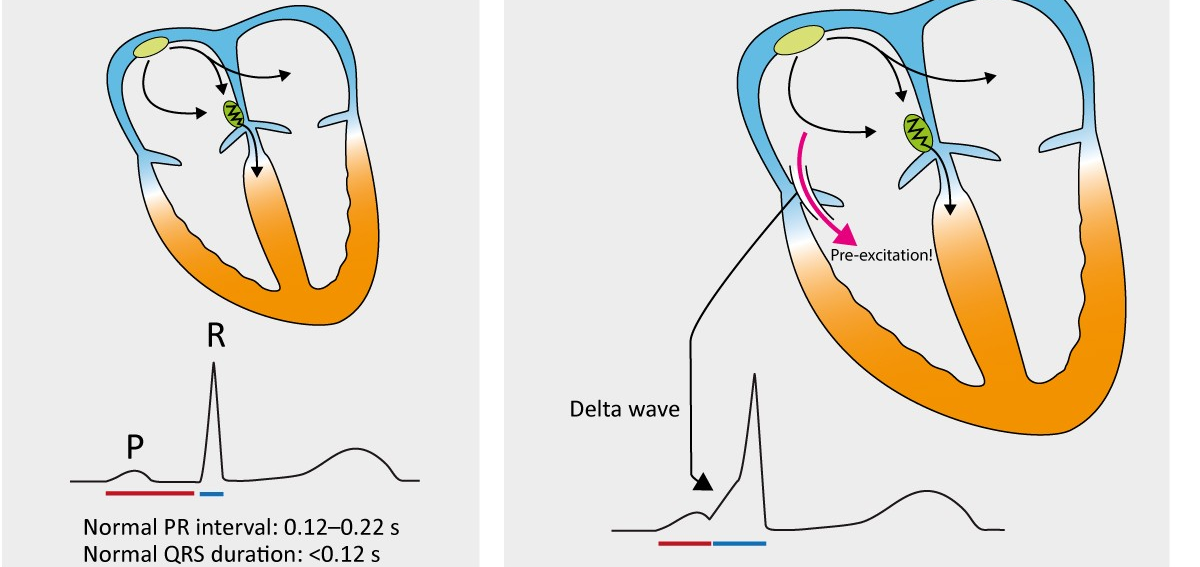 R
P
Normal PR interval: 0.12–0.22 s
Normal QRS duration: <0.12 s
Pre-excitation!
Delta wave